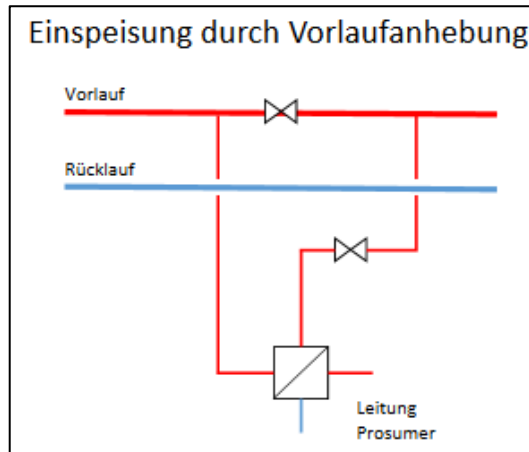 Einspeisung durch Vorlaufanhebung
Vorlauf
Rücklauf
Leitung
Prosumer